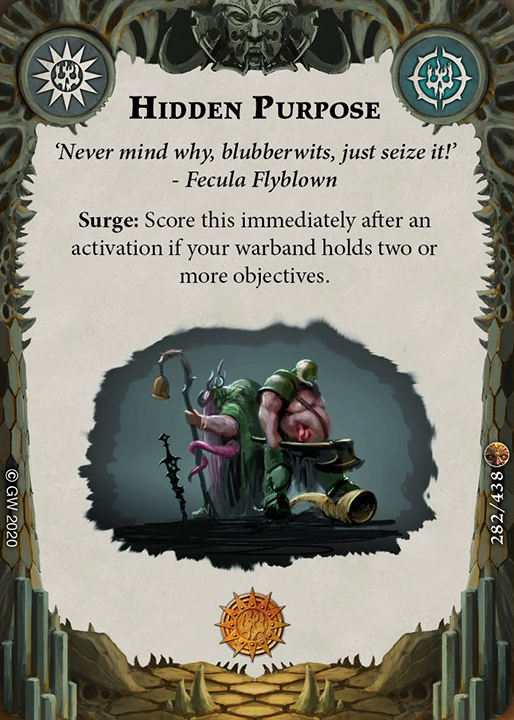 Hidden Purpose
‘Never mind why, blubberwits, just seize it!’
- Fecula Flyblown
Surge: Score this immediately after an
activation if your warband holds two or
more objectives.
© GW 2020
282/438